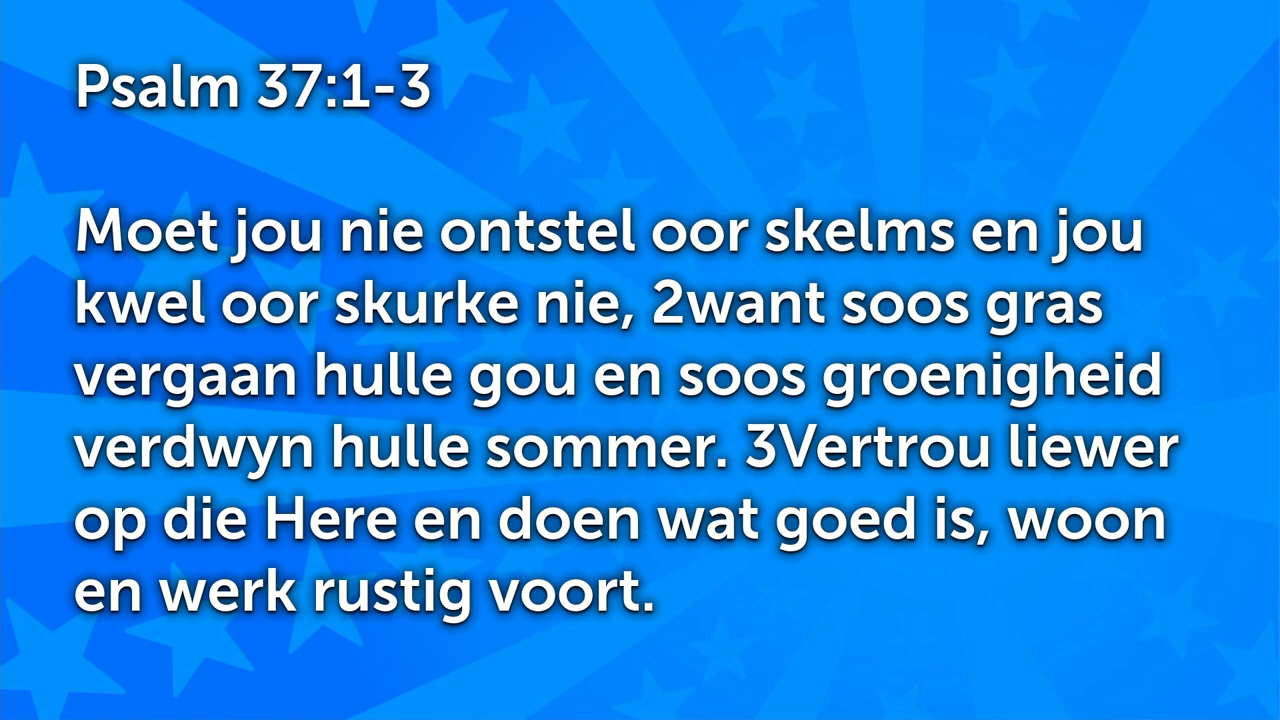 Psalm 37:1-3
Moet jou nie ontstel oor skelms en jou
kwel oor skurke nie, 2want soos gras
vergaan hulle gou en soos groenigheid
verdwyn hulle sommer. 3Vertrou liewer
op die Here en doen wat goed is, woon
en werk rustig voort.